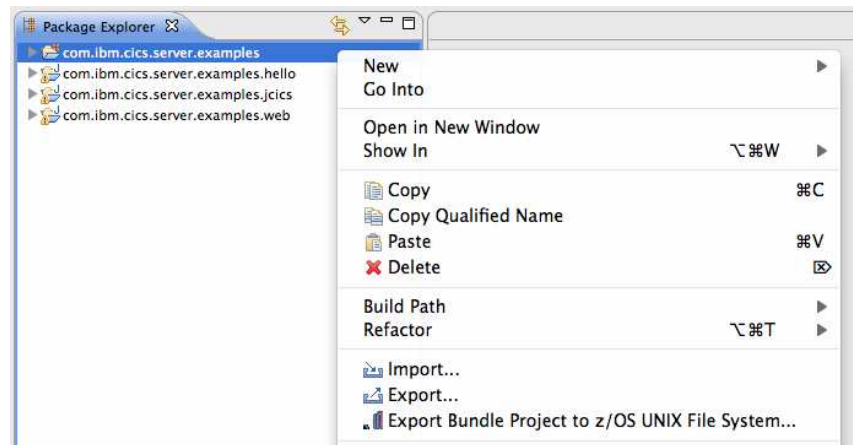 Package Explorer
com.ibm.cics.server.examples
com.ibm.cics.server.examples.hello
com.ibm.cics.server.examples.jcics
com.ibm.cics.server.examples.web
New
Go Into
Open in New Window
Show In ⌥⌘W
Copy ⌘C
Copy Qualified Name
Paste ⌘V
Delete ⌦
Build Path
Refactor ⌥⌘T
Import...
Export...
Export Bundle Project to z/OS UNIX File System...